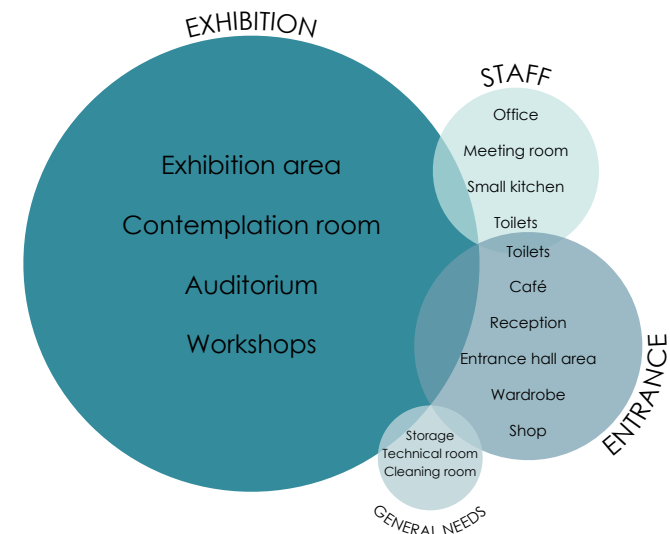 EXHIBITION
Exhibition area
Contemplation room
Auditorium
Workshops
STAFF
Office
Meeting room
Small kitchen
Toilets
Toilets
Café
Reception
Entrance hall area
Wardrobe
Shop
ENTRANCE
Storage
Technical room
Cleaning room
GENERAL NEEDS